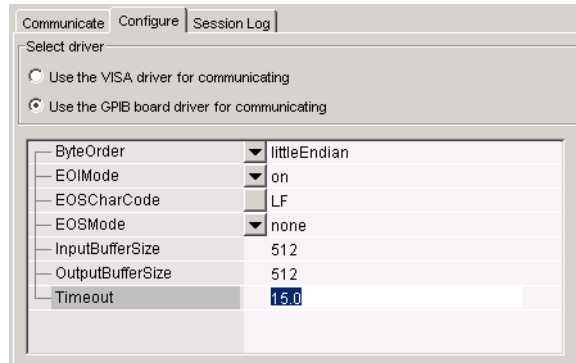 Communicate Configure Session Log
Select driver
Use the VISA driver for communicating
Use the GPIB board driver for communicating
ByteOrder littleEndian
EOIMode on
EOSCharCode LF
EOSMode none
InputBufferSize 512
OutputBufferSize 512
Timeout 15.0